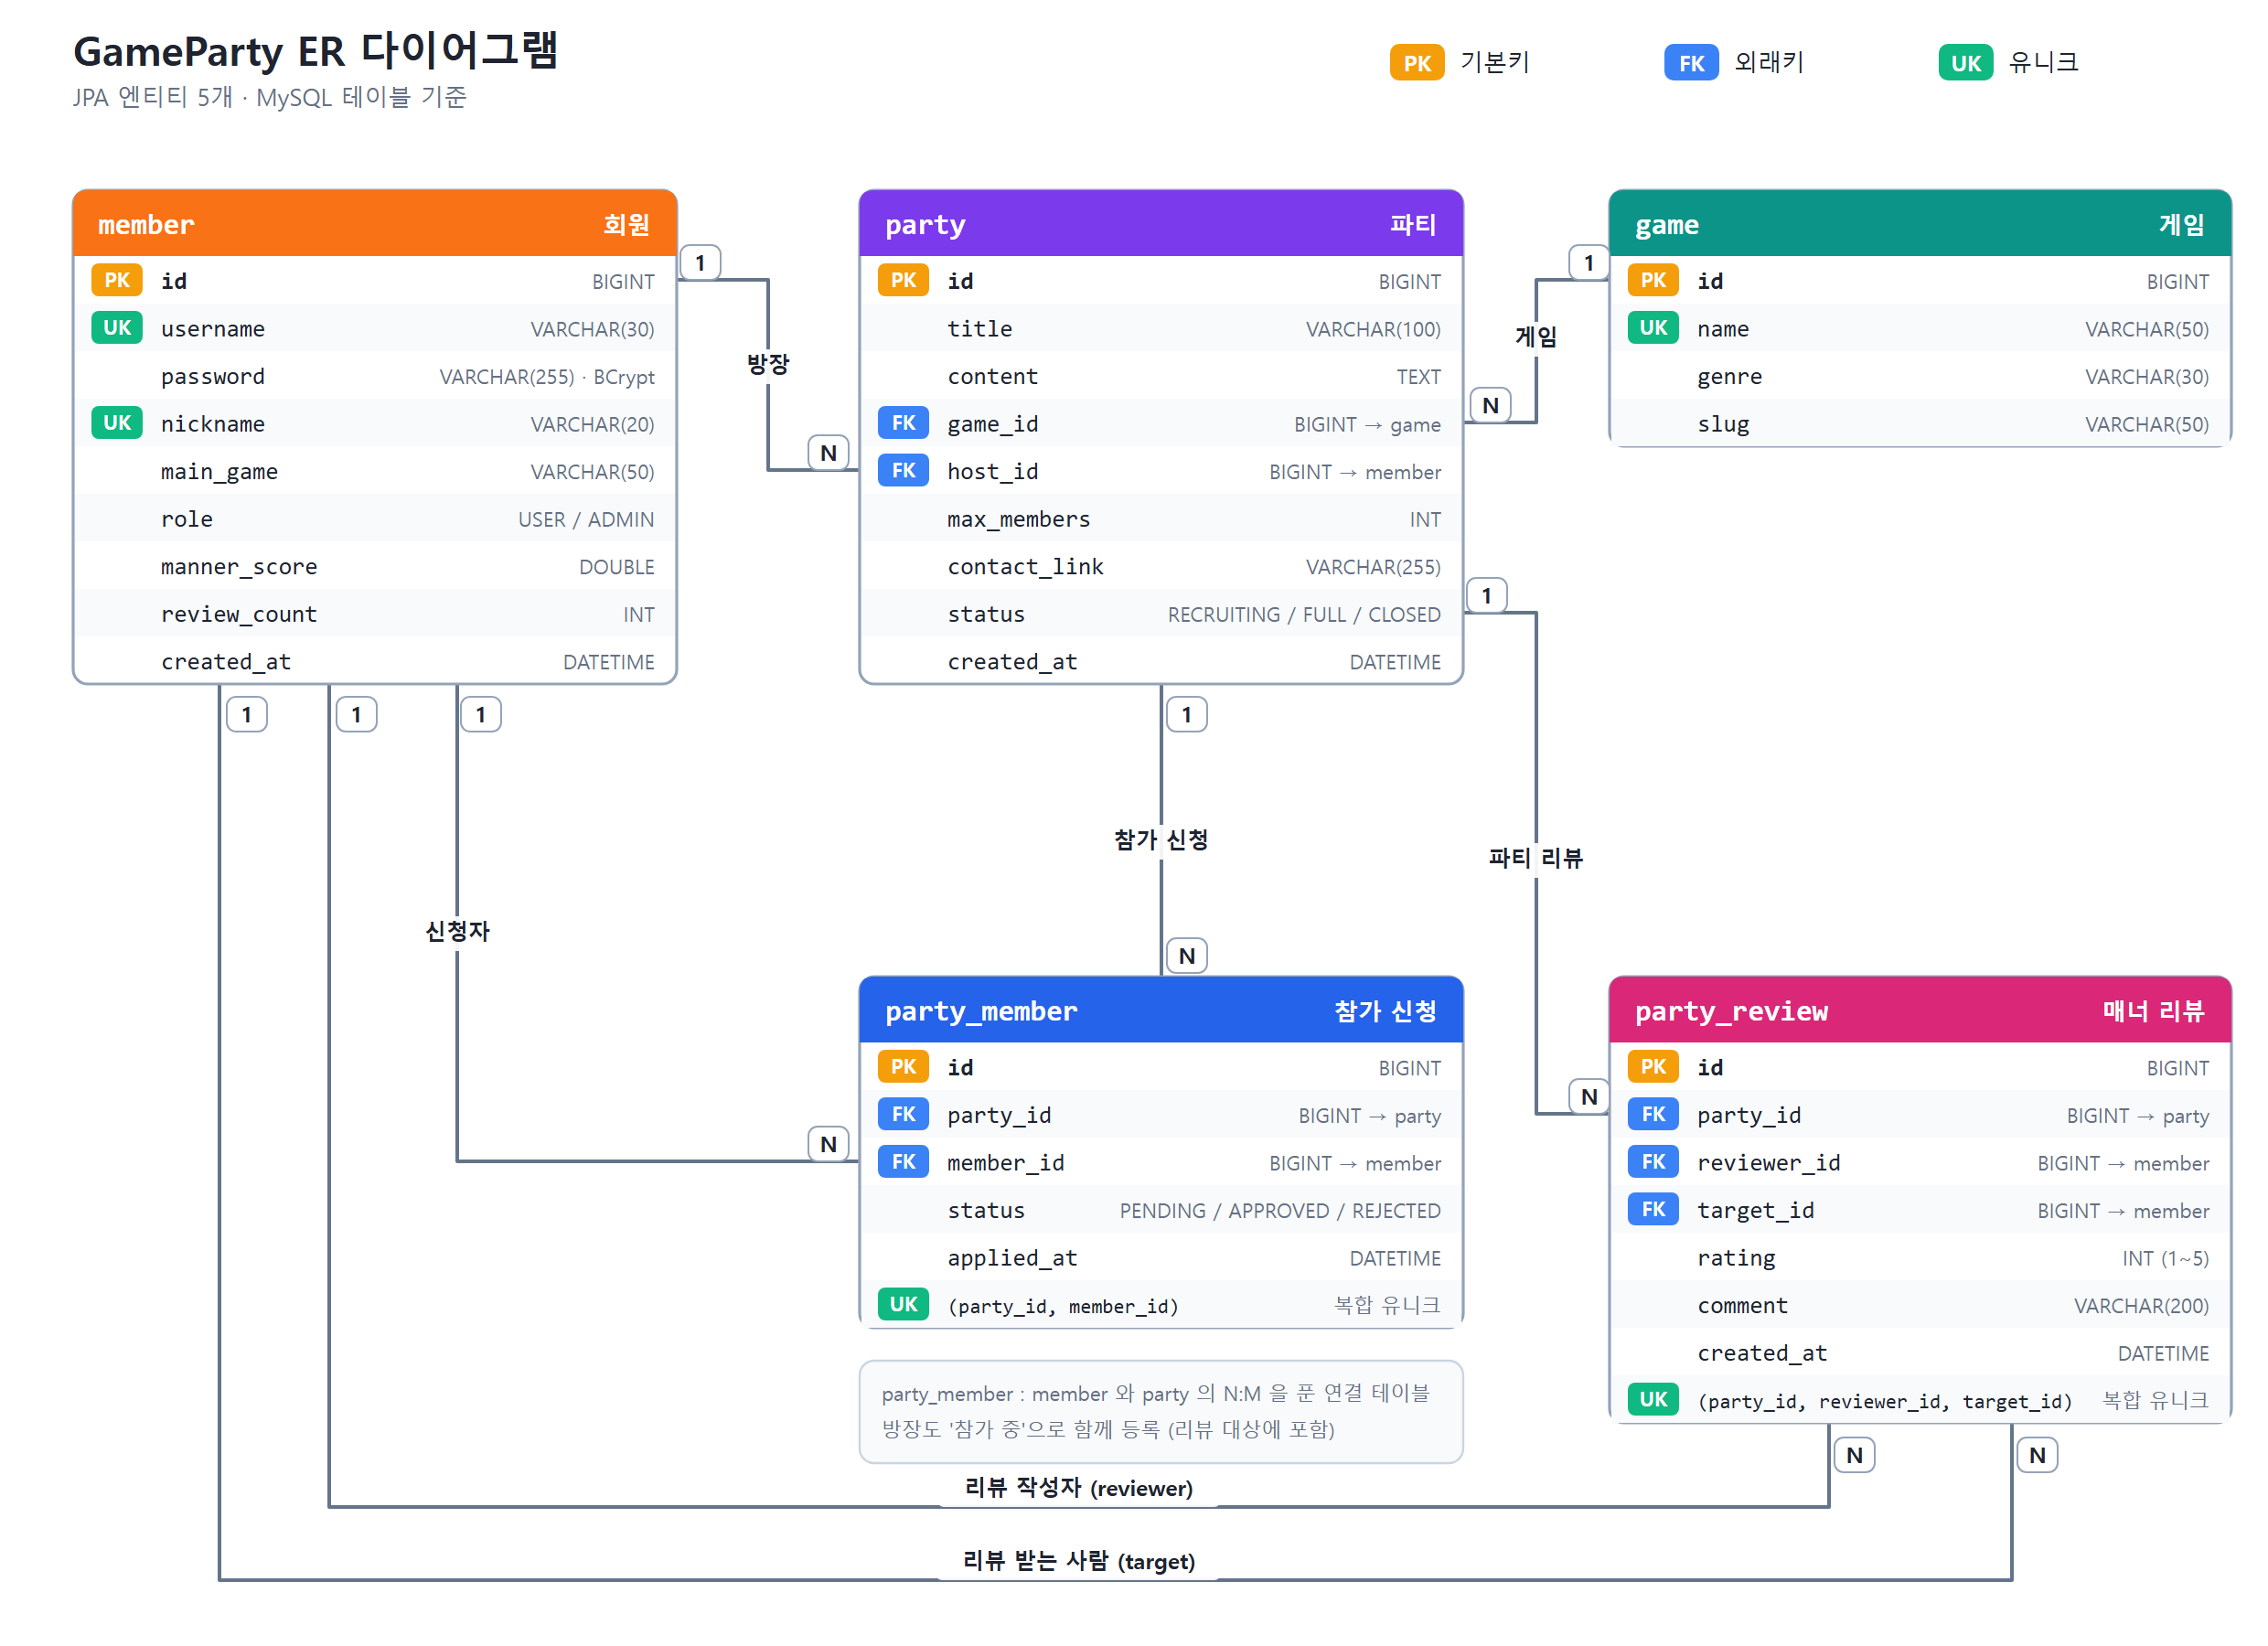 GameParty ER 다이어그램
JPA 엔티티 5개 · MySQL 테이블 기준
PK 기본키
FK 외래키
UK 유니크
member 회원
PK id BIGINT
UK username VARCHAR(30)
password VARCHAR(255) · BCrypt
UK nickname VARCHAR(20)
main_game VARCHAR(50)
role USER / ADMIN
manner_score DOUBLE
review_count INT
created_at DATETIME
1
방장
N
party 파티
PK id BIGINT
title VARCHAR(100)
content TEXT
FK game_id BIGINT → game
FK host_id BIGINT → member
max_members INT
contact_link VARCHAR(255)
status RECRUITING / FULL / CLOSED
created_at DATETIME
1
게임
N
game 게임
PK id BIGINT
UK name VARCHAR(50)
genre VARCHAR(30)
slug VARCHAR(50)
1
1
1
1
1
참가 신청
파티 리뷰
신청자
N
N
N
party_member 참가 신청
PK id BIGINT
FK party_id BIGINT → party
FK member_id BIGINT → member
status PENDING / APPROVED / REJECTED
applied_at DATETIME
UK (party_id, member_id) 복합 유니크
party_member : member 와 party 의 N:M 을 푼 연결 테이블
방장도 '참가 중'으로 함께 등록 (리뷰 대상에 포함)
party_review 매너 리뷰
PK id BIGINT
FK party_id BIGINT → party
FK reviewer_id BIGINT → member
FK target_id BIGINT → member
rating INT (1~5)
comment VARCHAR(200)
created_at DATETIME
UK (party_id, reviewer_id, target_id) 복합 유니크
N
N
리뷰 작성자 (reviewer)
리뷰 받는 사람 (target)